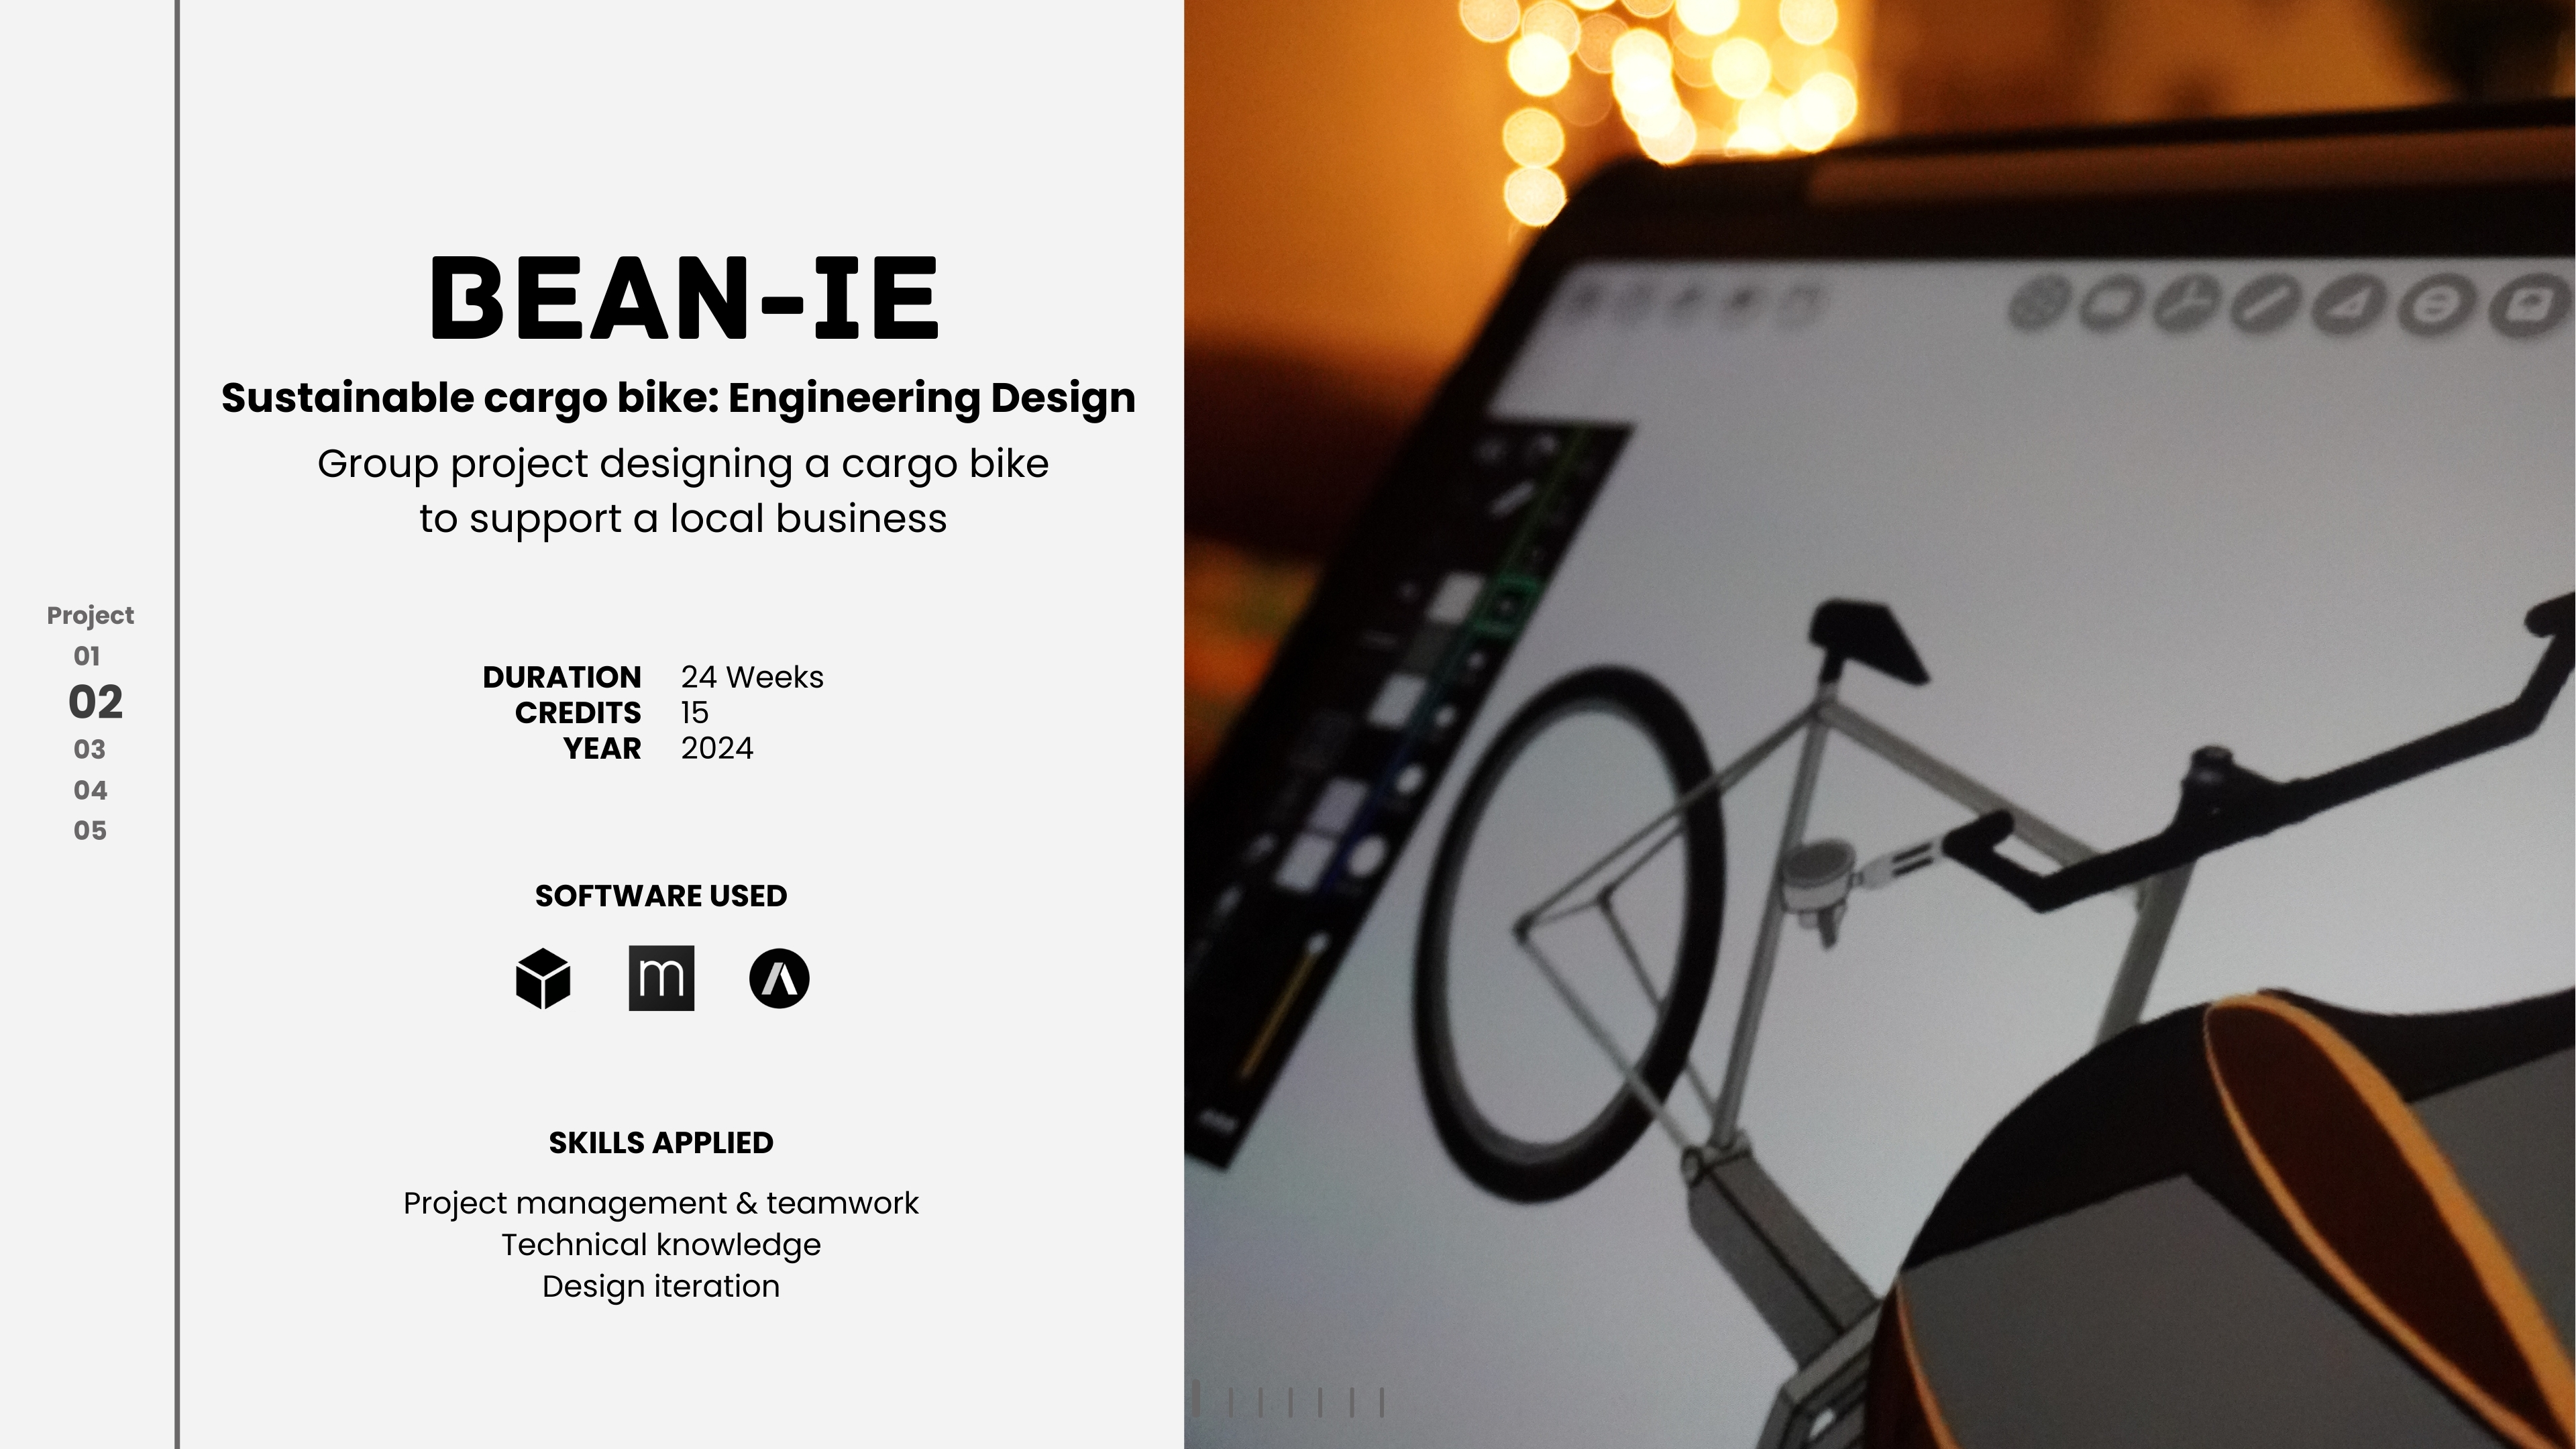 BEAN-IE
Sustainable cargo bike: Engineering Design
Group project designing a cargo bike
to support a local business
Project
01
02
03
04
05
DURATION 24 Weeks
CREDITS 15
YEAR 2024
SOFTWARE USED
m
SKILLS APPLIED
Project management & teamwork
Technical knowledge
Design iteration